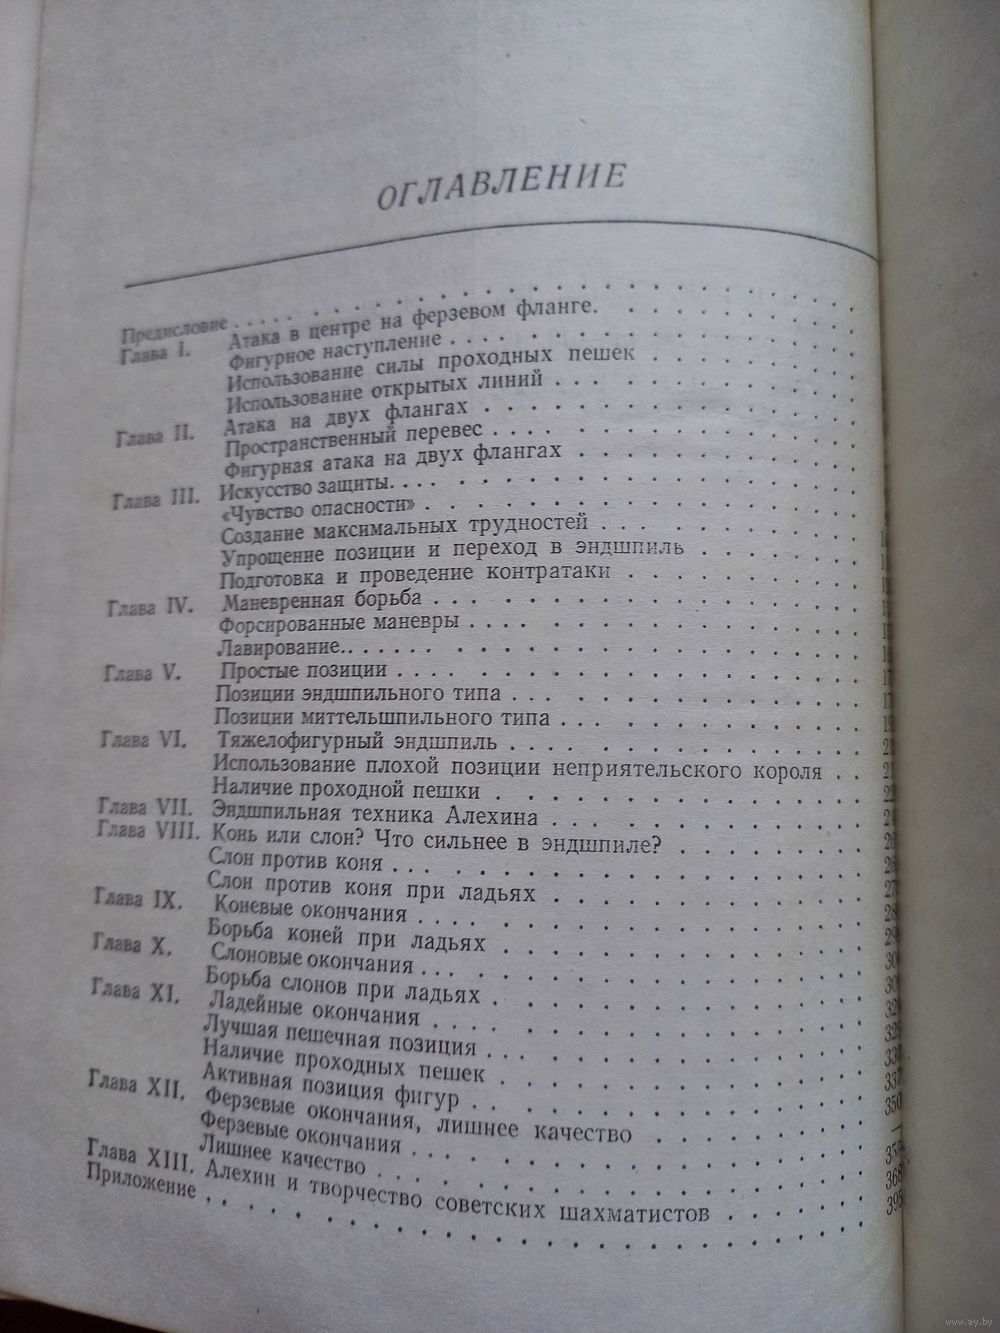 ОГЛАВЛЕНИЕ
Предисловие . . . .
Глава I. Атака в центре на ферзевом фланге.
Фигурное наступление . . . .
Использование силы проходных пешек . . .
Использование открытых линий . . .
Глава II. Атака на двух флангах . . . .
Пространственный перевес . . . .
Фигурная атака на двух флангах . . .
Глава III. Искусство защиты. . . .
«Чувство опасности» . . . .
Создание максимальных трудностей . . .
Упрощение позиции и переход в эндшпиль . . .
Подготовка и проведение контратаки . . .
Глава IV. Маневренная борьба . . .
Форсированные маневры . . . .
Лавирование. . . . . .
Глава V. Простые позиции . . . .
Позиции эндшпильного типа . . .
Позиции миттельшпильного типа . . .
Глава VI. Тяжелофигурный эндшпиль . . . .
Использование плохой позиции неприятельского короля . .
Наличие проходной пешки . . .
Глава VII. Эндшпильная техника Алехина . . .
Глава VIII. Конь или слон? Что сильнее в эндшпиле? . . .
Слон против коня . . .
Слон против коня при ладьях . . .
Глава IX. Коневые окончания . . . .
Борьба коней при ладьях . . .
Глава X. Слоновые окончания . . .
Борьба слонов при ладьях . . .
Глава XI. Ладейные окончания . . . .
Лучшая пешечная позиция . . .
Наличие проходных пешек . . .
Активная позиция фигур . . . 350
Глава XII. Ферзевые окончания, лишнее качество . . .
Ферзевые окончания . . .
Лишнее качество . . . 368
Глава XIII. Алехин и творчество советских шахматистов . . . 395
Приложение . . .
www.ay.by